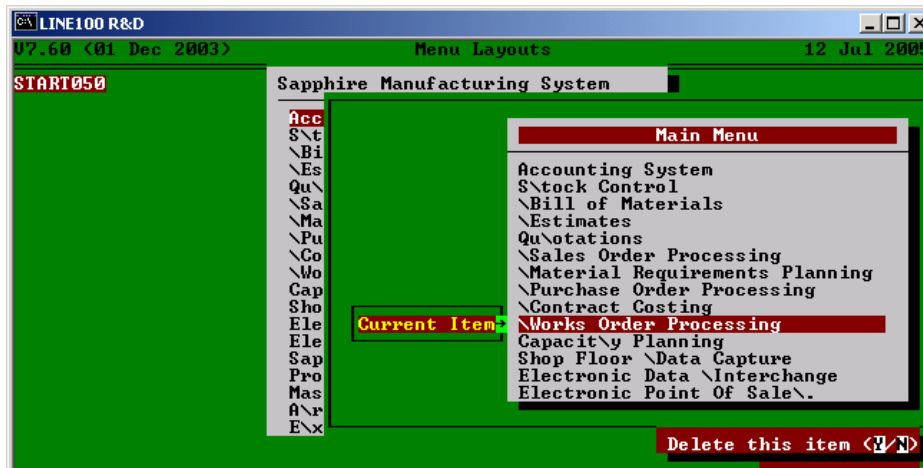 LINE100 R&D
V7.60 (01 Dec 2003) Menu Layouts 12 Jul 2005
START050
Sapphire Manufacturing System
Acc
S\t
\Bi
\Es
Qu\
\Sa
\Ma
\Pu
\Co
\Wo
Cap
Sho
Ele
Ele
Sap
Pro
Mas
A\r
E\x
Main Menu
Accounting System
S\tock Control
\Bill of Materials
\Estimates
Qu\otations
\Sales Order Processing
\Material Requirements Planning
\Purchase Order Processing
\Contract Costing
Current Item→
\Works Order Processing
Capacit\y Planning
Shop Floor \Data Capture
Electronic Data \Interchange
Electronic Point Of Sale\.
Delete this item (Y/N)